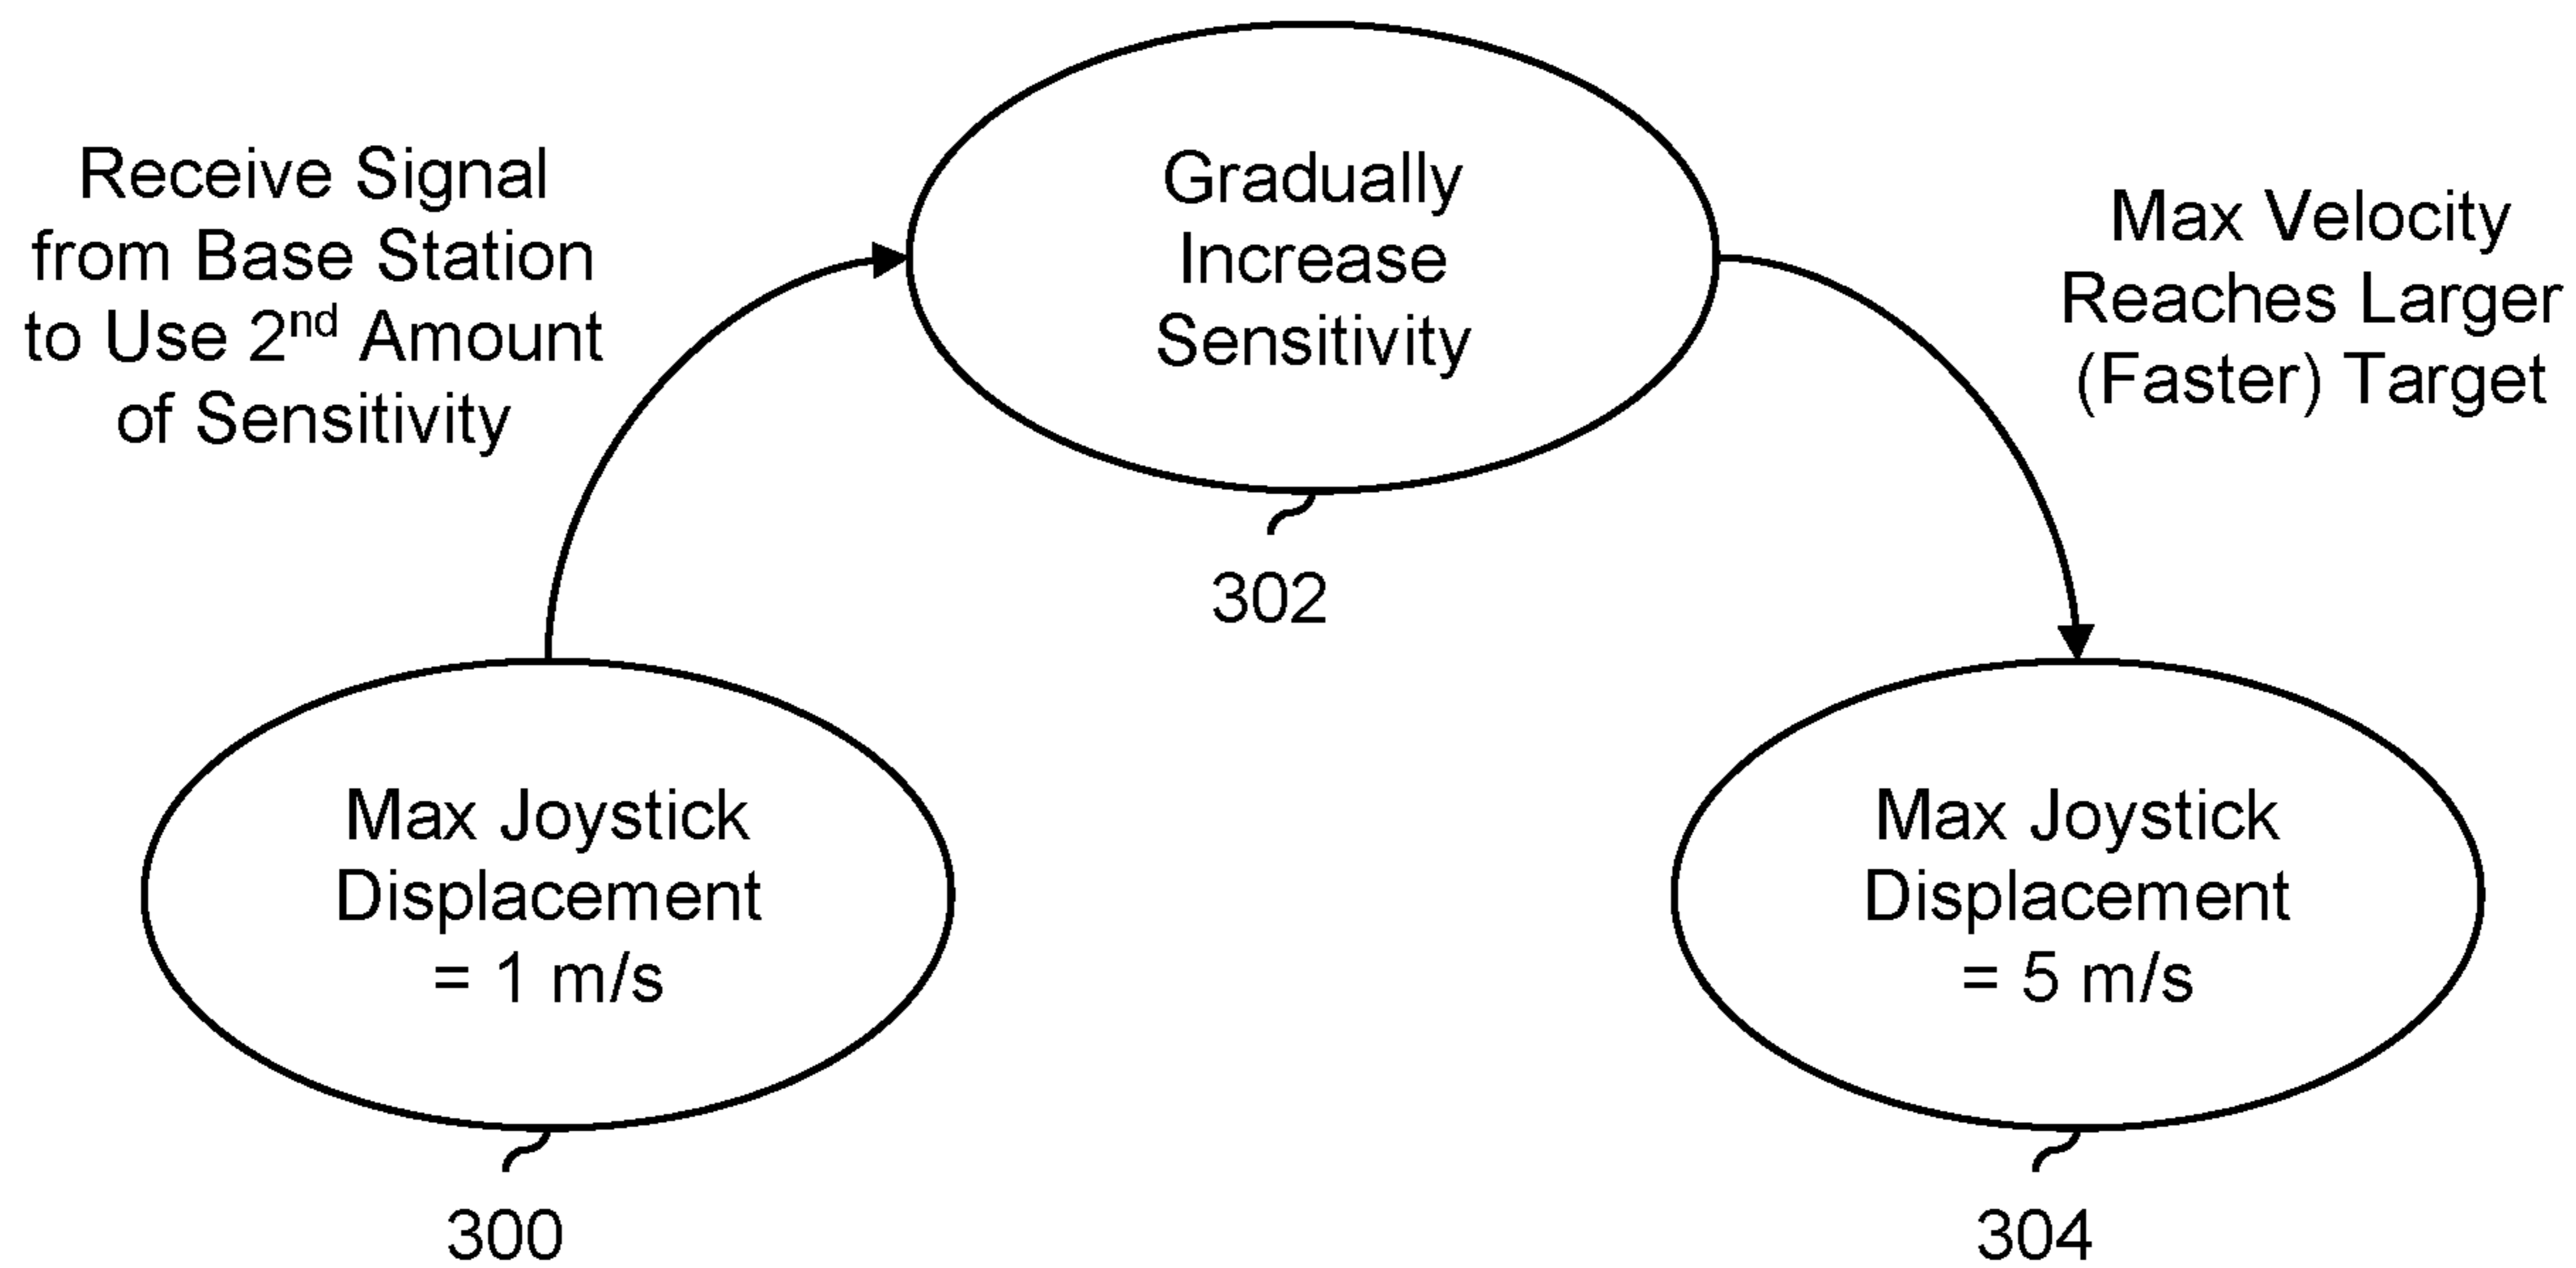 Receive Signal
from Base Station
to Use 2nd Amount
of Sensitivity
Gradually
Increase
Sensitivity
302
Max Velocity
Reaches Larger
(Faster) Target
Max Joystick
Displacement
= 1 m/s
300
Max Joystick
Displacement
= 5 m/s
304